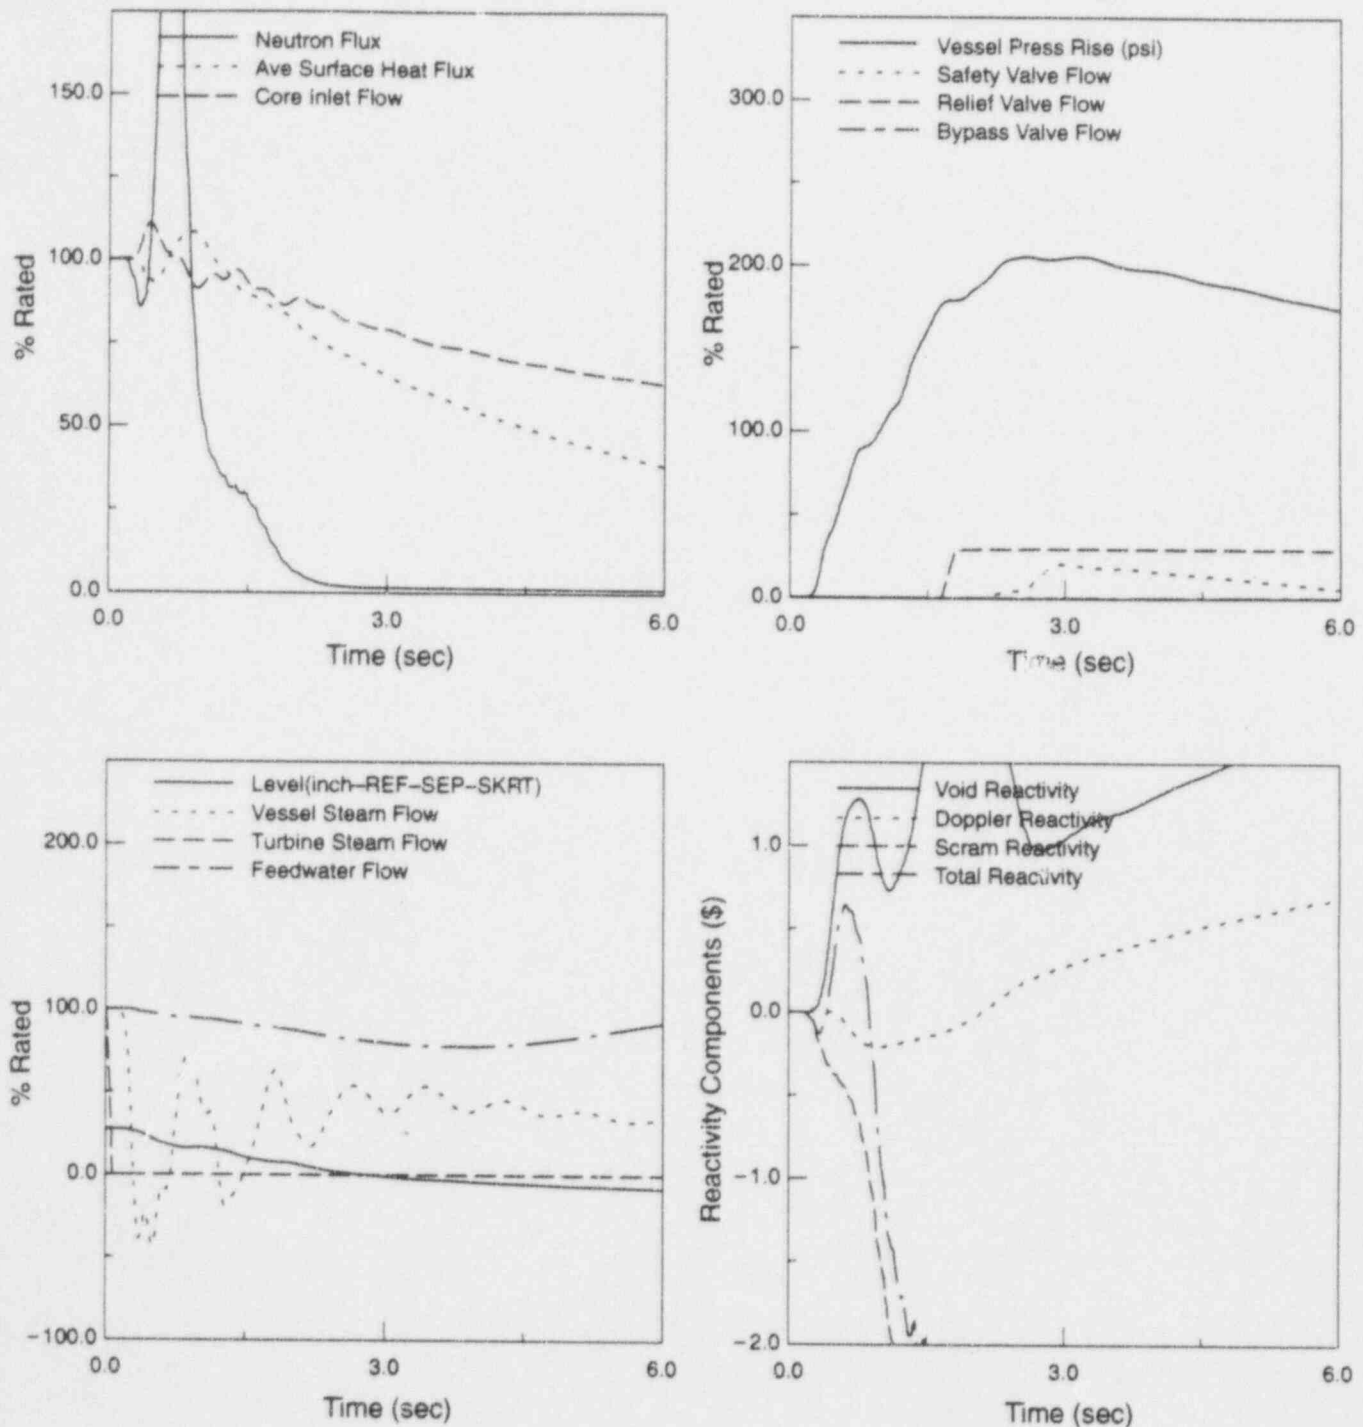 Neutron Flux
Ave Surface Heat Flux
Core Inlet Flow
150.0
100.0
50.0
0.0
% Rated
0.0 3.0 6.0
Time (sec)
Vessel Press Rise (psi)
Safety Valve Flow
Relief Valve Flow
Bypass Valve Flow
300.0
200.0
100.0
0.0
% Rated
0.0 3.0 6.0
Time (sec)
Level(inch-REF-SEP-SKRT)
Vessel Steam Flow
Turbine Steam Flow
Feedwater Flow
200.0
100.0
0.0
-100.0
% Rated
0.0 3.0 6.0
Time (sec)
Void Reactivity
Doppler Reactivity
Scram Reactivity
Total Reactivity
1.0
0.0
-1.0
-2.0
Reactivity Components ($)
0.0 3.0 6.0
Time (sec)